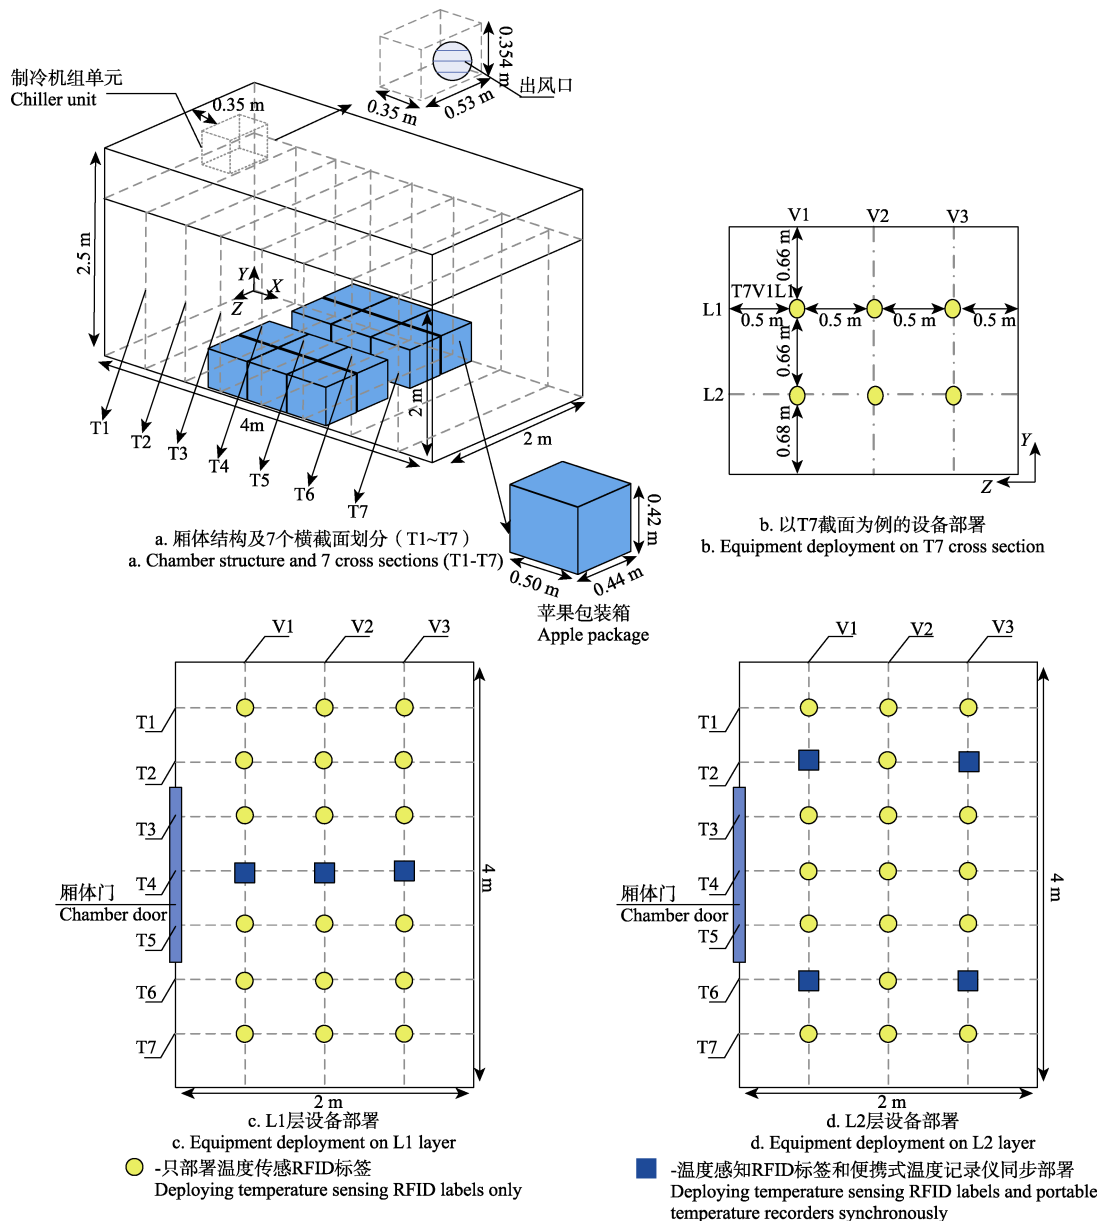 制冷机组单元
Chiller unit
0.35 m
0.354 m
0.35 m
0.53 m
出风口
2.5 m
Y
X
Z
2 m
4m
2 m
T1
T2
T3
T4
T5
T6
T7
0.42 m
0.50 m
0.44 m
苹果包装箱
Apple package
a. 厢体结构及7个横截面划分（T1~T7）
a. Chamber structure and 7 cross sections (T1-T7)
V1
V2
V3
0.66 m
T7V1L1
L1
0.5 m
0.5 m
0.5 m
0.5 m
0.66 m
L2
0.68 m
Y
Z
b. 以T7截面为例的设备部署
b. Equipment deployment on T7 cross section
V1
V2
V3
T1
T2
T3
T4
厢体门
Chamber door
T5
T6
T7
4 m
2 m
c. L1层设备部署
c. Equipment deployment on L1 layer
V1
V2
V3
T1
T2
T3
T4
厢体门
Chamber door
T5
T6
T7
4 m
2 m
d. L2层设备部署
d. Equipment deployment on L2 layer
-只部署温度传感RFID标签
Deploying temperature sensing RFID labels only
-温度感知RFID标签和便携式温度记录仪同步部署
Deploying temperature sensing RFID labels and portable
temperature recorders synchronously